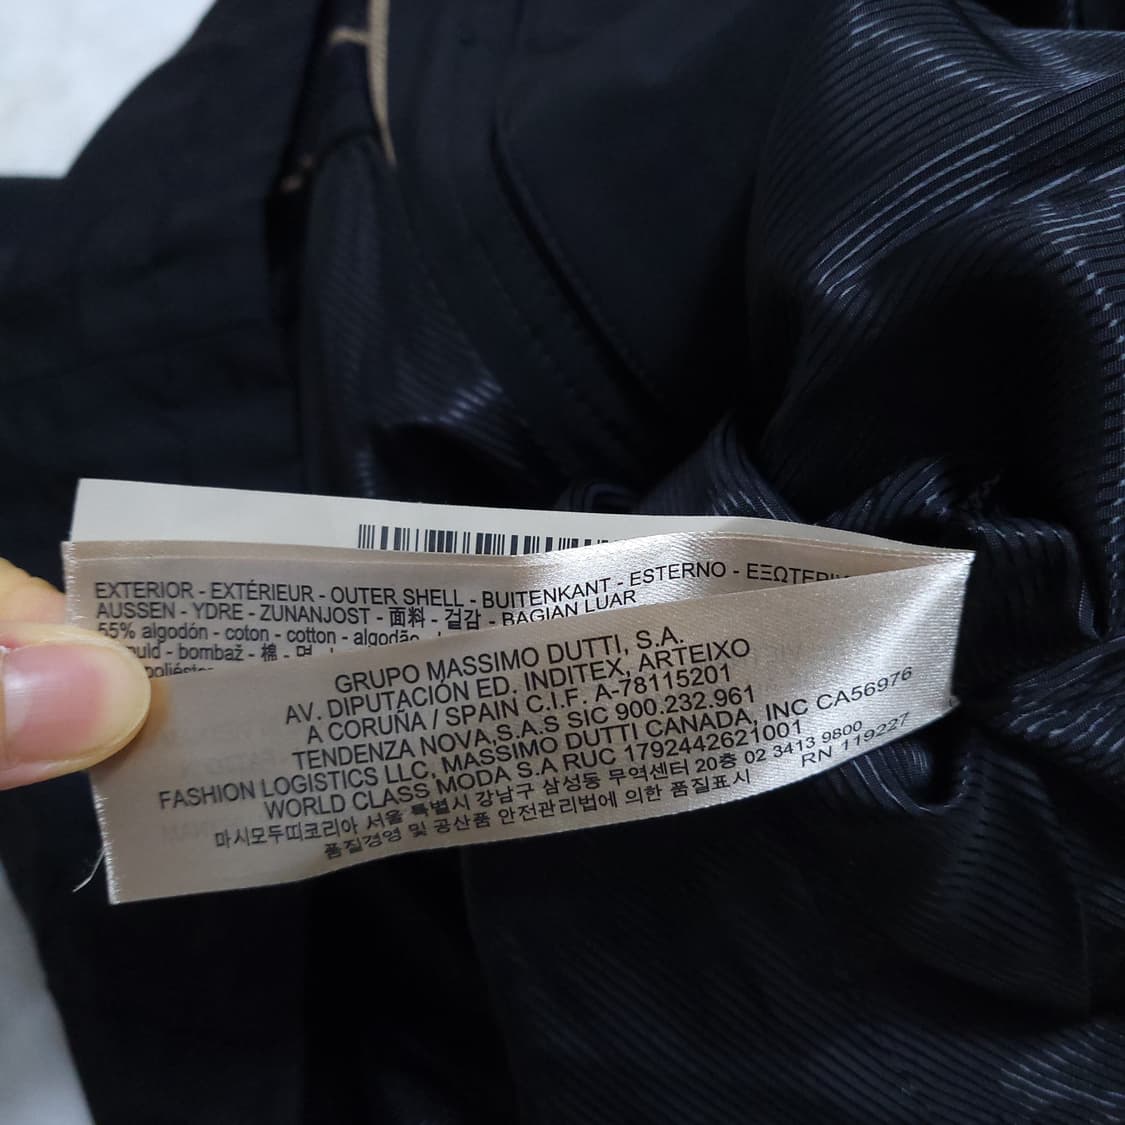 EXTERIOR - EXTÉRIEUR - OUTER SHELL - BUITENKANT - ESTERNO -
AUSSEN - YDRE - ZUNANJOST - 面料 - 겉감 - BAGIAN LUAR
55% algodón - coton - cotton - algodão
bombaž - 棉 - 면
GRUPO MASSIMO DUTTI, S.A.
AV. DIPUTACIÓN ED. INDITEX, ARTEIXO
A CORUÑA / SPAIN C.I.F. A-78115201
TENDENZA NOVA,S.A.S SIC 900.232.961
FASHION LOGISTICS LLC, MASSIMO DUTTI CANADA, INC CA56976
WORLD CLASS MODA S.A RUC 1792442621001
마시모두띠코리아 서울 특별시 강남구 삼성동 무역센터 20층 02 3413 9800
품질경영 및 공산품 안전관리법에 의한 품질표시 RN 119227